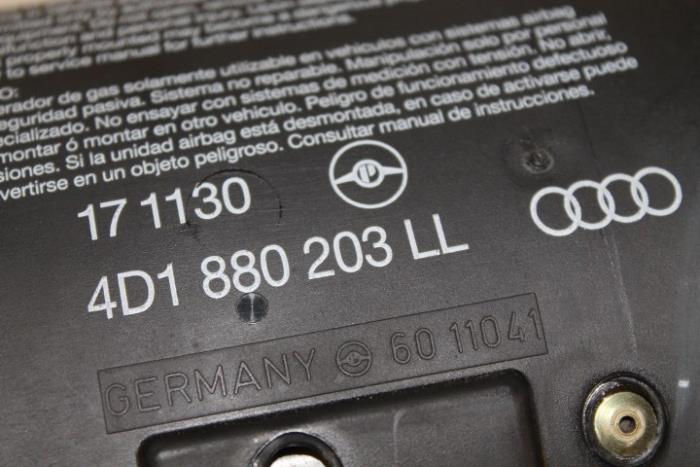 properly mount
to service manual for further instructions.
O:
erador de gas solamente utilizable en vehículos con sistemas airbag
eguridad pasiva. Sistema no reparable. Manipulación solo por personal
ecializado. No ensayar con sistemas de medición con tensión. No abrir.
montar ó montar en otro vehículo. Peligro de funcionamiento defectuoso
siones. Si la unidad airbag está desmontada, en caso de activarse puede
vertirse en un objeto peligroso. Consultar manual de instrucciones.
17 1130
4D1 880 203 LL
GERMANY 60 11041